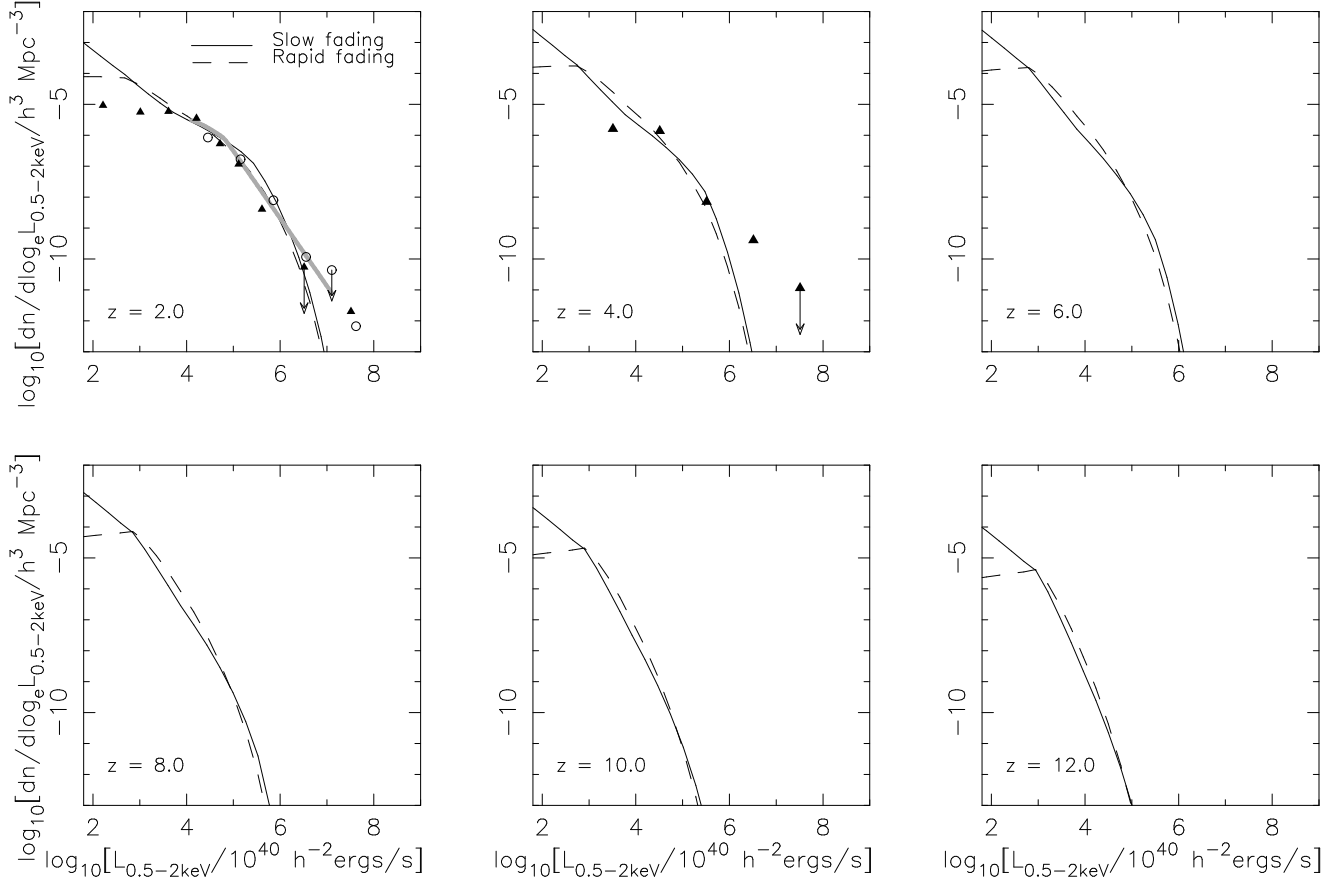 log10[dn/dlogeL0.5−2keV/h3 Mpc−3]
−5
−10
Slow fading
Rapid fading
z = 2.0
2 4 6 8
−5
−10
z = 4.0
2 4 6 8
−5
−10
z = 6.0
2 4 6 8
log10[dn/dlogeL0.5−2keV/h3 Mpc−3]
−5
−10
z = 8.0
2 4 6 8
log10[L0.5−2keV/1040 h−2ergs/s]
−5
−10
z = 10.0
2 4 6 8
log10[L0.5−2keV/1040 h−2ergs/s]
−5
−10
z = 12.0
2 4 6 8
log10[L0.5−2keV/1040 h−2ergs/s]